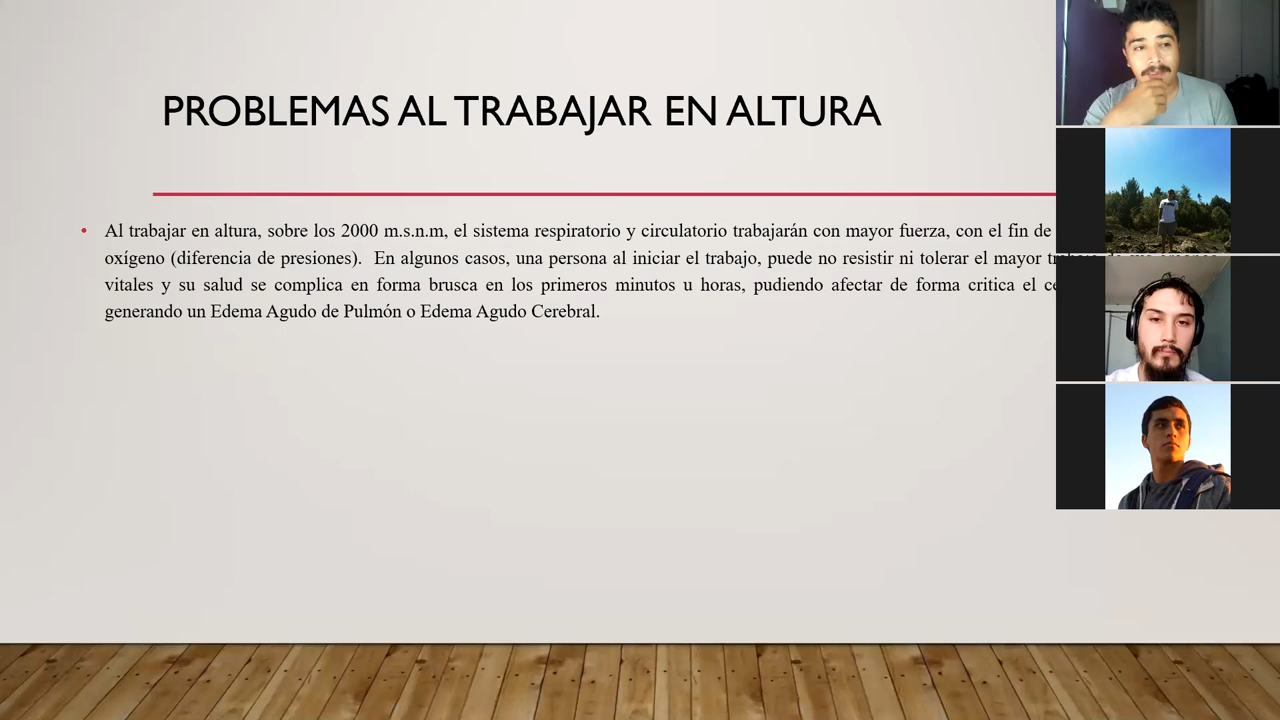 PROBLEMAS AL TRABAJAR EN ALTURA
• Al trabajar en altura, sobre los 2000 m.s.n.m, el sistema respiratorio y circulatorio trabajarán con mayor fuerza, con el fin de
oxígeno (diferencia de presiones). En algunos casos, una persona al iniciar el trabajo, puede no resistir ni tolerar el mayor
vitales y su salud se complica en forma brusca en los primeros minutos u horas, pudiendo afectar de forma critica el
generando un Edema Agudo de Pulmón o Edema Agudo Cerebral.